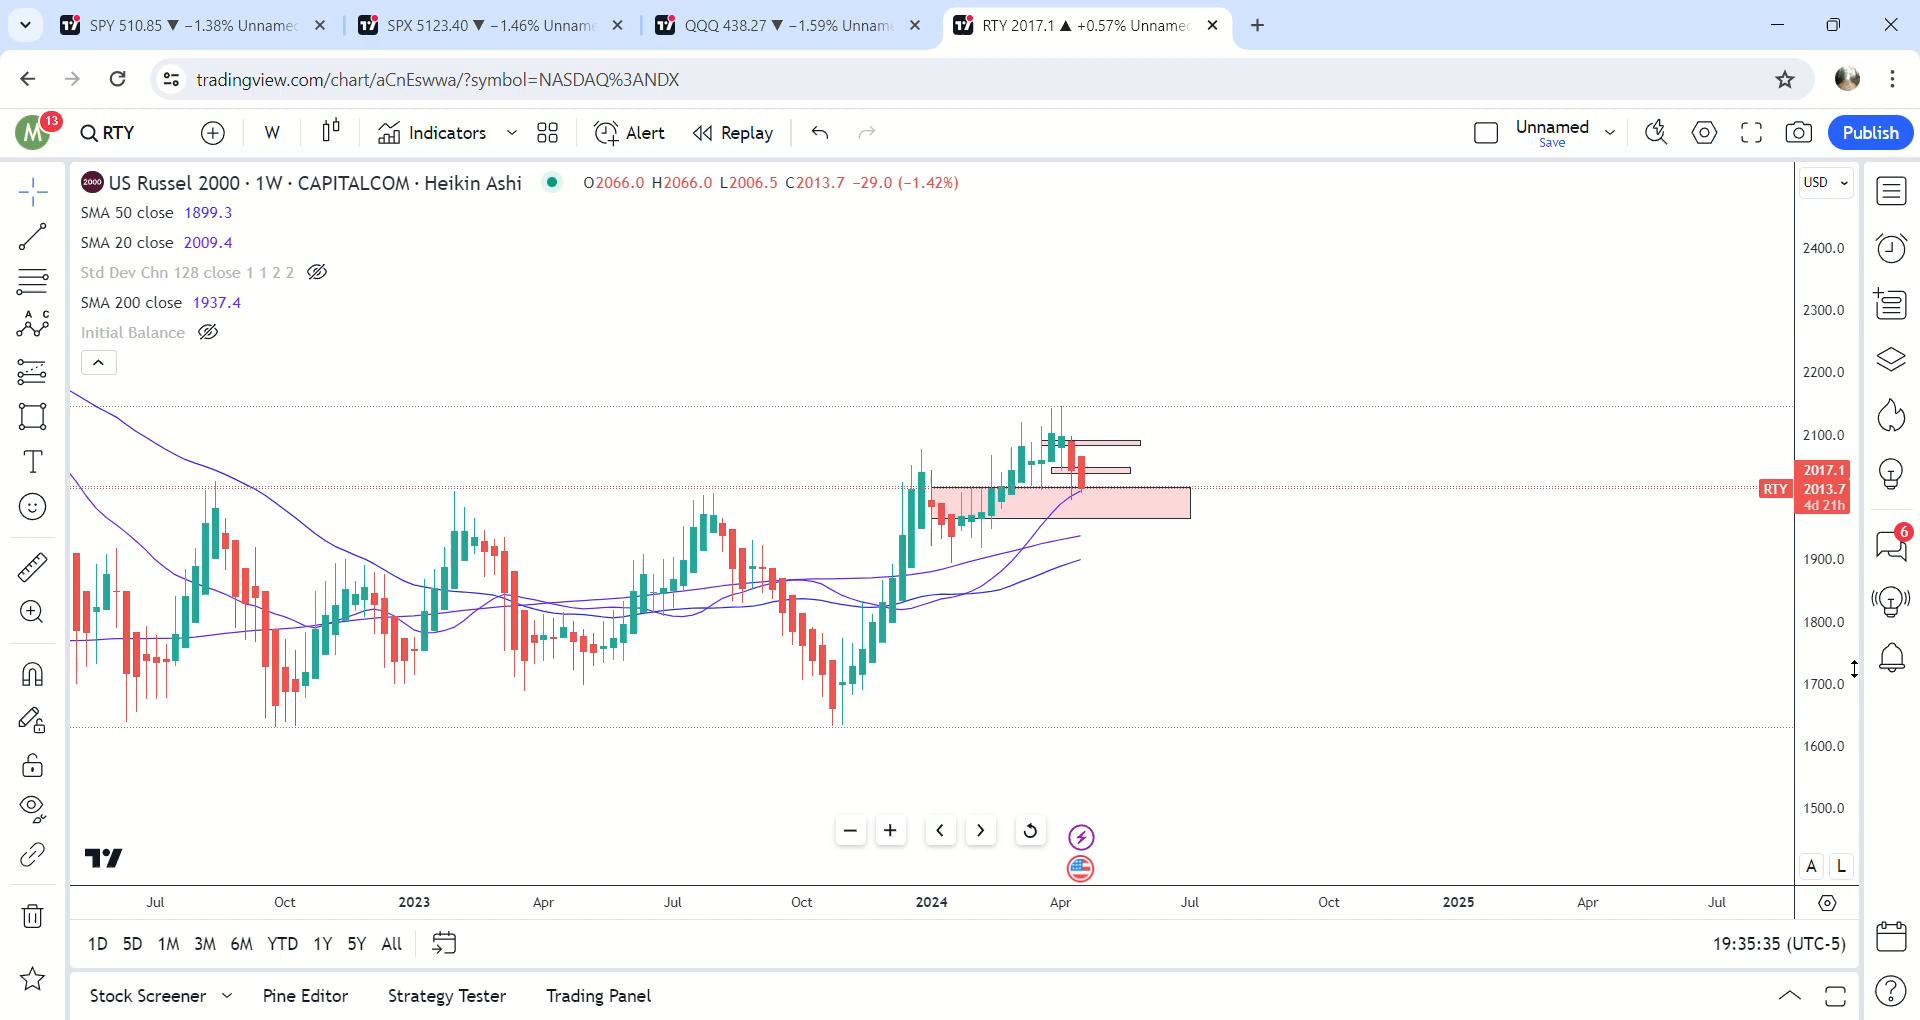 SPY 510.85 ▼ −1.38% Unname
SPX 5123.40 ▼ −1.46% Unnam
QQQ 438.27 ▼ −1.59% Unnam
RTY 2017.1 ▲ +0.57% Unname
tradingview.com/chart/aCnEswwa/?symbol=NASDAQ%3ANDX
M 13
RTY
W
Indicators
Alert
Replay
Unnamed
Save
Publish
2000 US Russel 2000 · 1W · CAPITALCOM · Heikin Ashi O2066.0 H2066.0 L2006.5 C2013.7 −29.0 (−1.42%)
USD
SMA 50 close 1899.3
SMA 20 close 2009.4
Std Dev Chn 128 close 1 1 2 2
SMA 200 close 1937.4
Initial Balance
2400.0
2300.0
2200.0
2100.0
2017.1
RTY 2013.7
4d 21h
1900.0
1800.0
1700.0
1600.0
1500.0
A L
6
Jul Oct 2023 Apr Jul Oct 2024 Apr Jul Oct 2025 Apr Jul
1D 5D 1M 3M 6M YTD 1Y 5Y All
19:35:35 (UTC-5)
Stock Screener Pine Editor Strategy Tester Trading Panel